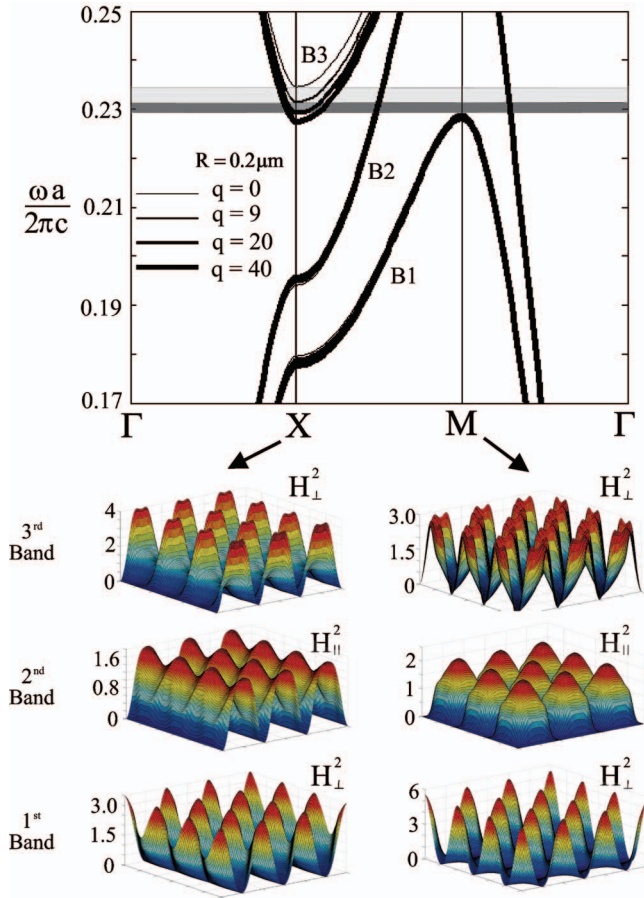 0.25
B3
0.23
R = 0.2μm
ωa
2πc
q = 0
q = 9
q = 20
q = 40
B2
0.21
B1
0.19
0.17
Γ X M Γ
3rd Band
H⊥²
4
2
0
H⊥²
3.0
1.5
0
2nd Band
H||²
1.6
0.8
0
H||²
2
1
0
1st Band
H⊥²
3.5
1.5
0
H⊥²
6
3
0